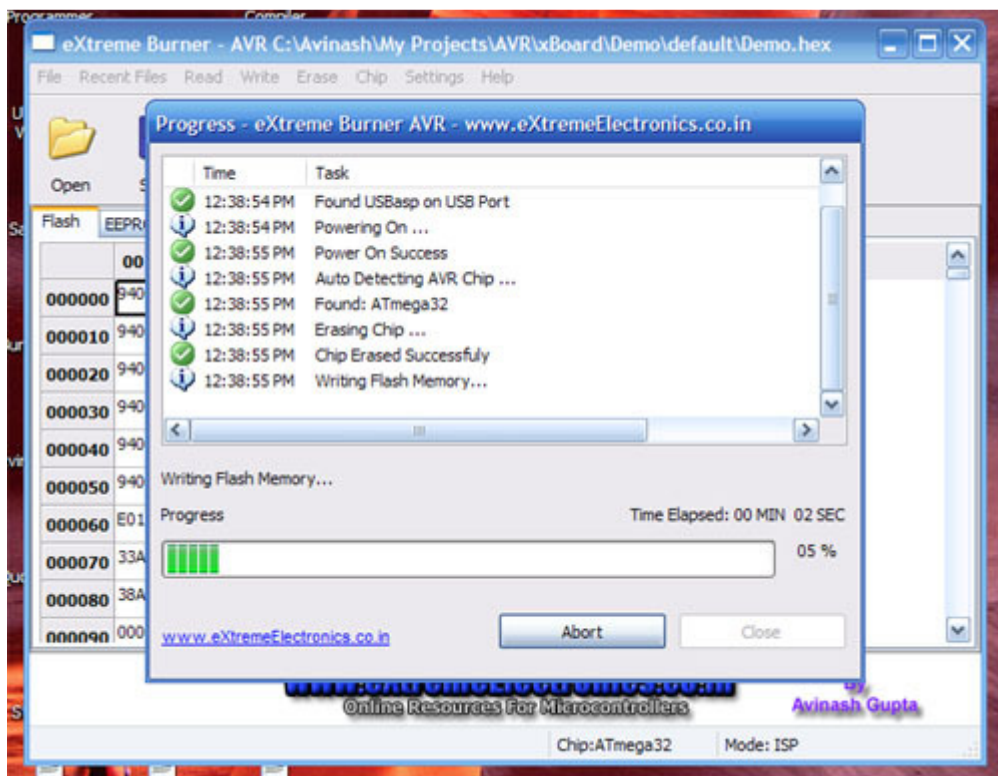 Programmer Compiler
eXtreme Burner - AVR C:\Avinash\My Projects\AVR\xBoard\Demo\default\Demo.hex
File Recent Files Read Write Erase Chip Settings Help
Progress - eXtreme Burner AVR - www.eXtremeElectronics.co.in
Open
Time Task
12:38:54 PM Found USBasp on USB Port
12:38:54 PM Powering On ...
12:38:55 PM Power On Success
12:38:55 PM Auto Detecting AVR Chip ...
12:38:55 PM Found: ATmega32
12:38:55 PM Erasing Chip ...
12:38:55 PM Chip Erased Successfuly
12:38:55 PM Writing Flash Memory...
Flash EEPR
00
000000 940
000010 940
000020 940
000030 940
000040 940
000050 940
000060 E01
000070 33A
000080 38A
000090 000
Writing Flash Memory...
Progress Time Elapsed: 00 MIN 02 SEC
05 %
www.eXtremeElectronics.co.in
Abort Close
www.eXtremeElectronics.co.in
Online Resources For Microcontrollers
By
Avinash Gupta
Chip:ATmega32 Mode: ISP